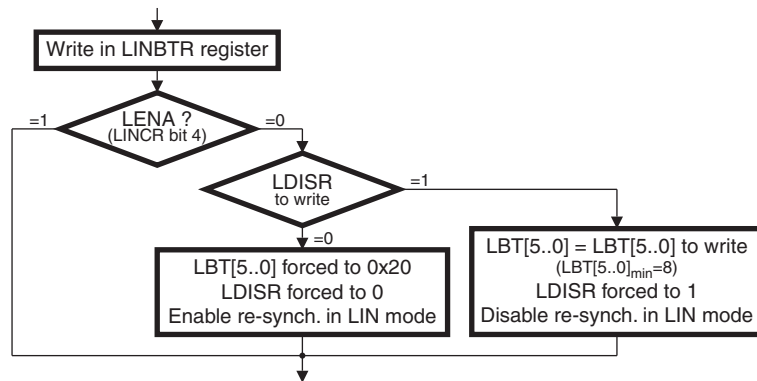 Write in LINBTR register
LENA ?
(LINCR bit 4)
=1
=0
LDISR
to write
=1
=0
LBT[5..0] forced to 0x20
LDISR forced to 0
Enable re-synch. in LIN mode
LBT[5..0] = LBT[5..0] to write
(LBT[5..0]min=8)
LDISR forced to 1
Disable re-synch. in LIN mode